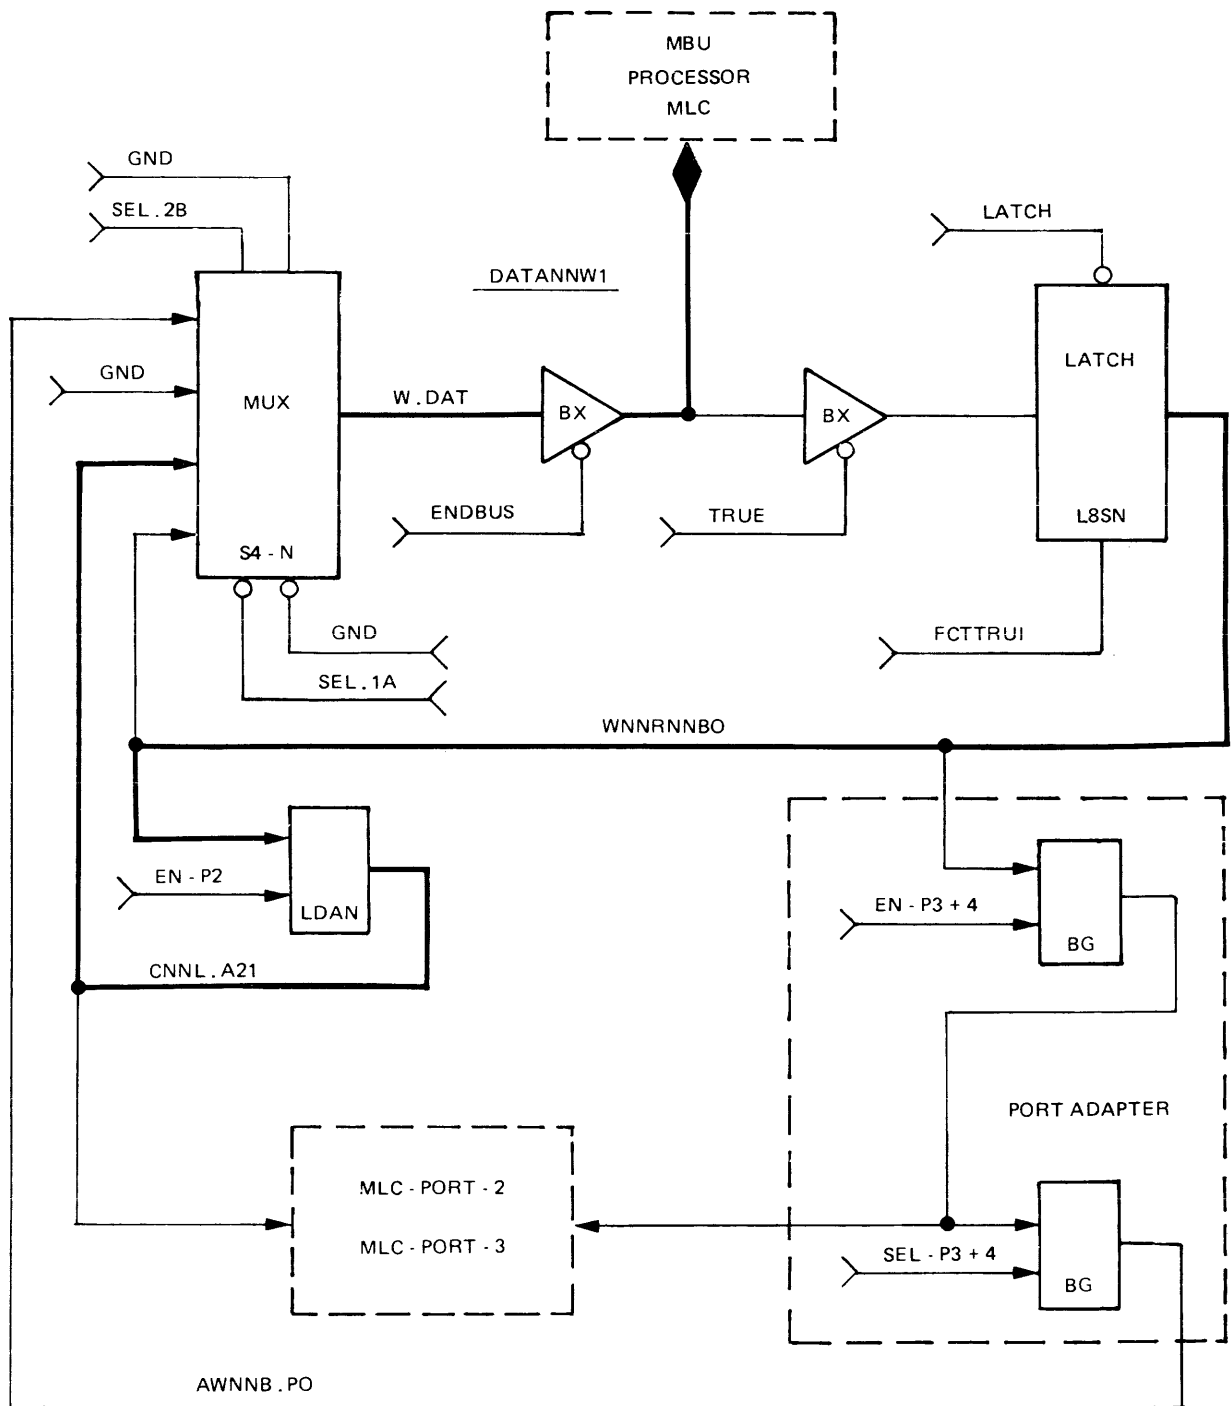 MBU
PROCESSOR
MLC
GND
SEL.2B
LATCH
DATANNW1
GND
MUX
W.DAT
BX
BX
LATCH
ENDBUS
TRUE
S4-N
L8SN
GND
SEL.1A
FCTTRUI
WNNRNNBO
EN-P2
LDAN
EN-P3+4
BG
CNNL.A21
PORT ADAPTER
MLC-PORT-2
MLC-PORT-3
SEL-P3+4
BG
AWNNB.PO